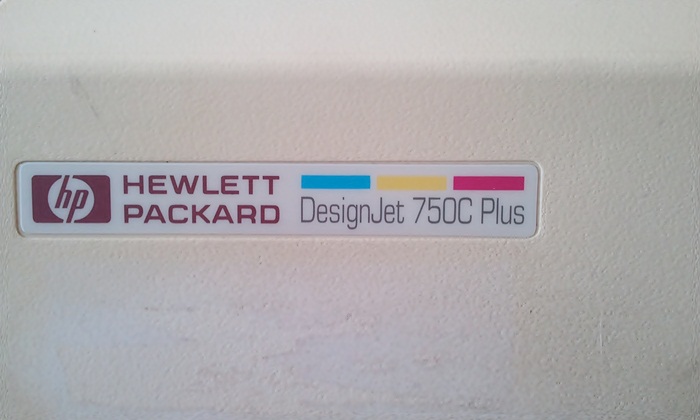 hp
HEWLETT
PACKARD
DesignJet 750C Plus